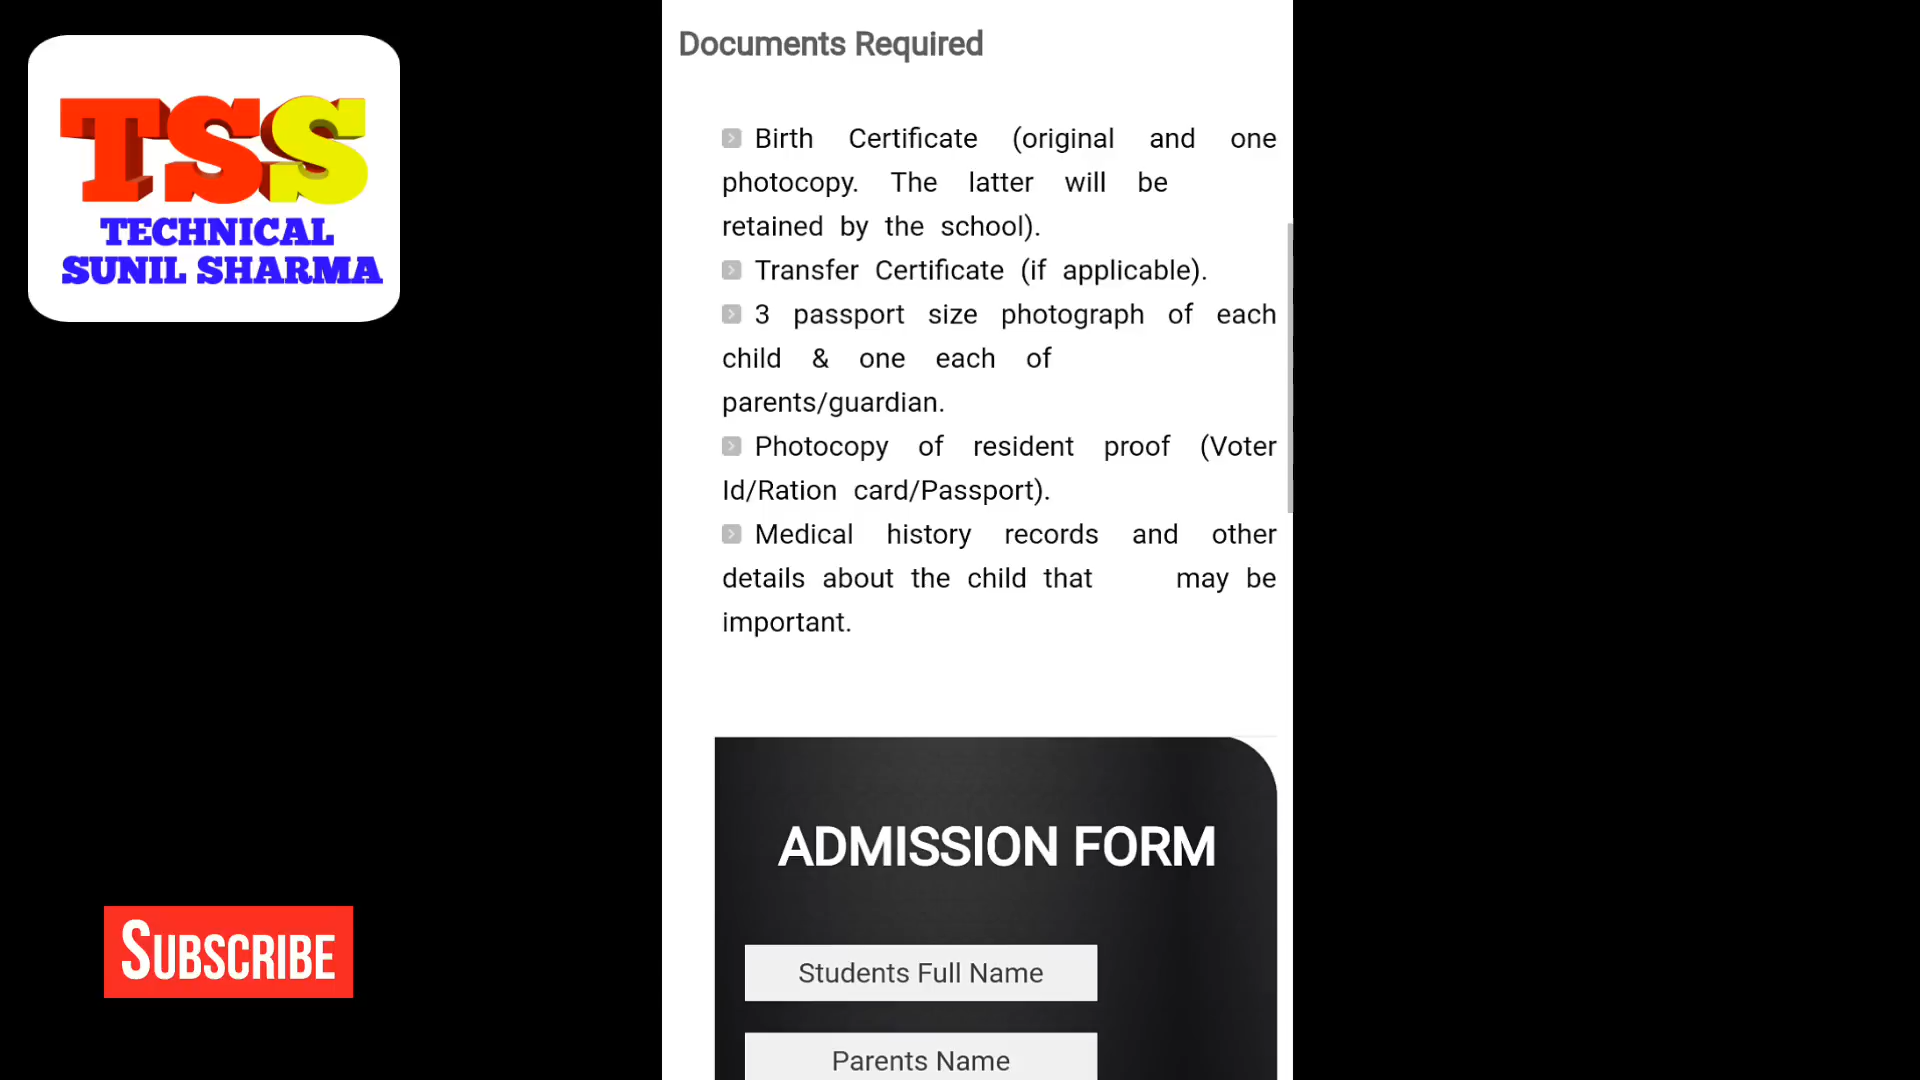 TSS
TECHNICAL
SUNIL SHARMA
Documents Required
Birth Certificate (original and one
photocopy. The latter will be
retained by the school).
Transfer Certificate (if applicable).
3 passport size photograph of each
child & one each of
parents/guardian.
Photocopy of resident proof (Voter
Id/Ration card/Passport).
Medical history records and other
details about the child that may be
important.
ADMISSION FORM
Students Full Name
Parents Name
SUBSCRIBE